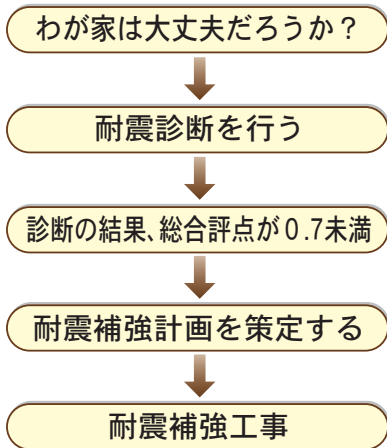 わが家は大丈夫だろうか？
耐震診断を行う
診断の結果、総合評点が０.7未満
耐震補強計画を策定する
耐震補強工事